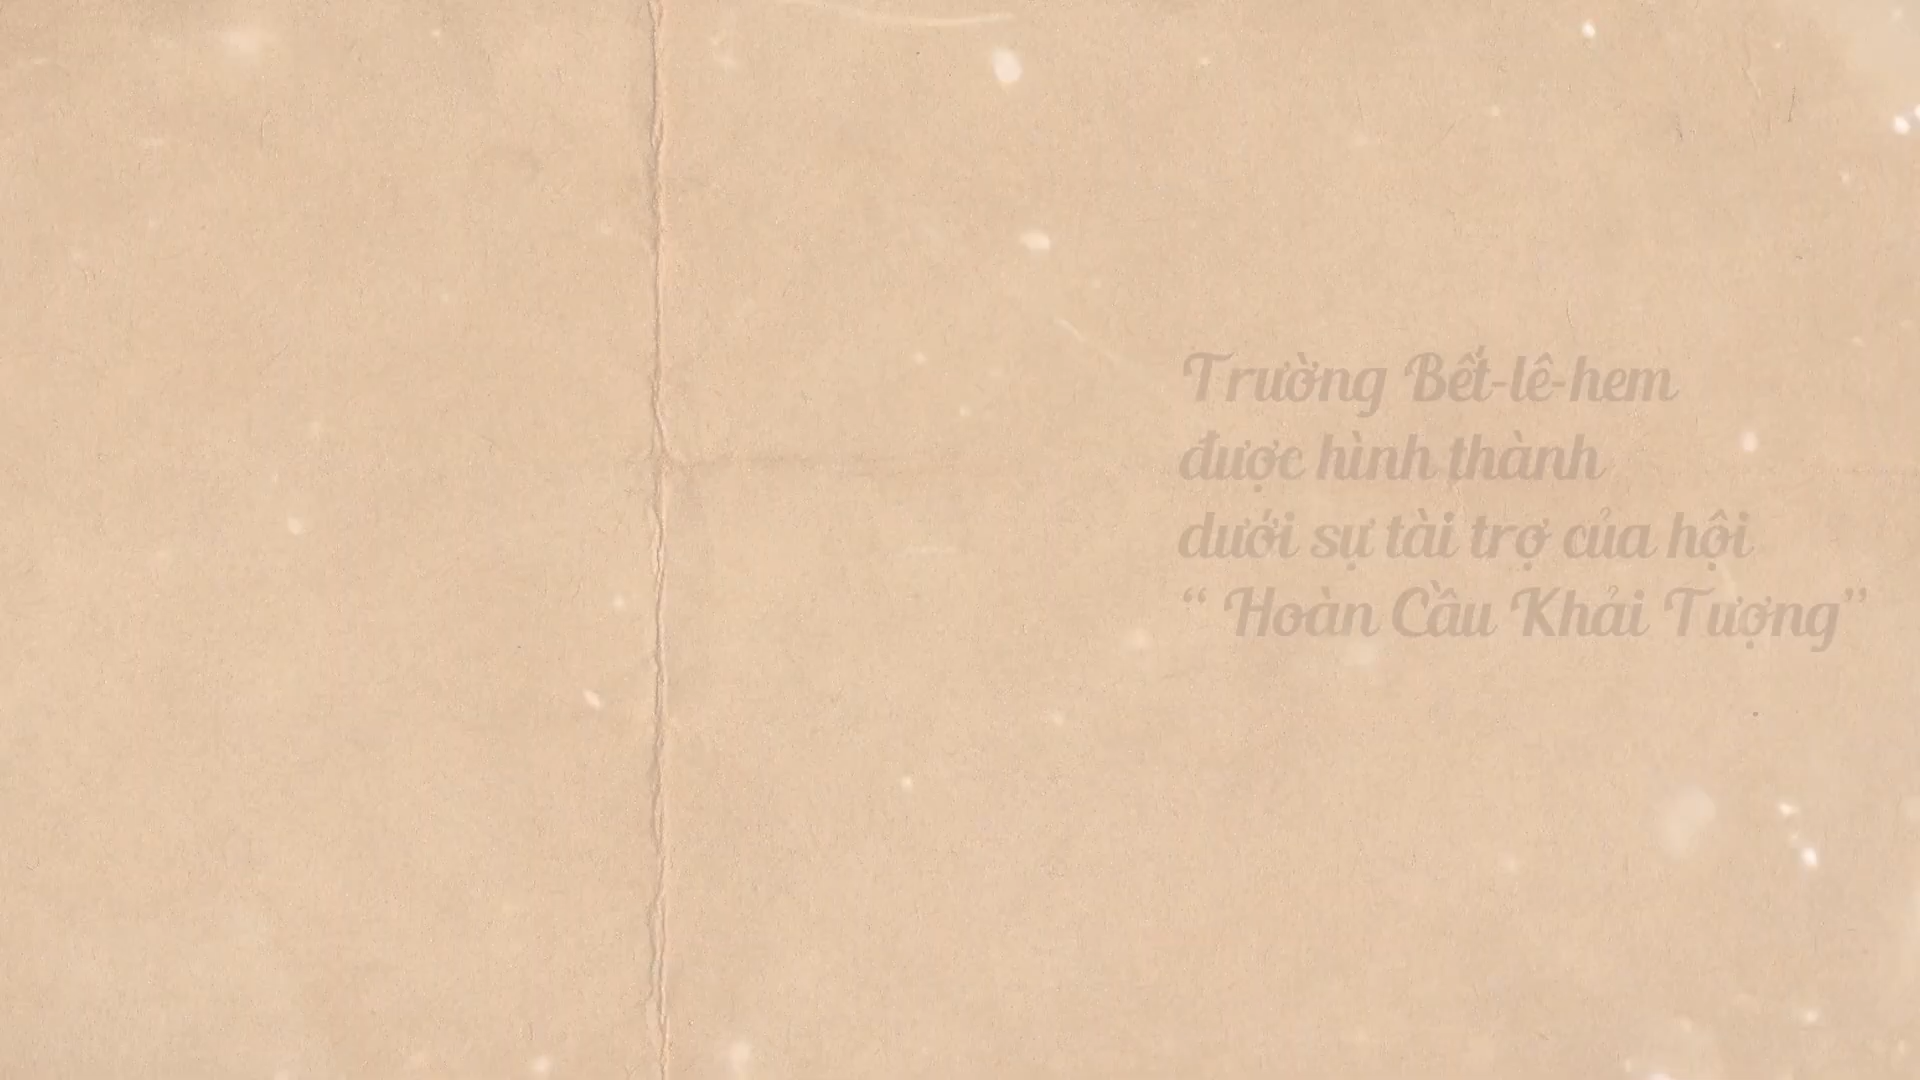 Trường Bết-lê-hem
được hình thành
dưới sự tài trợ của hội
“ Hoàn Cầu Khải Tượng”